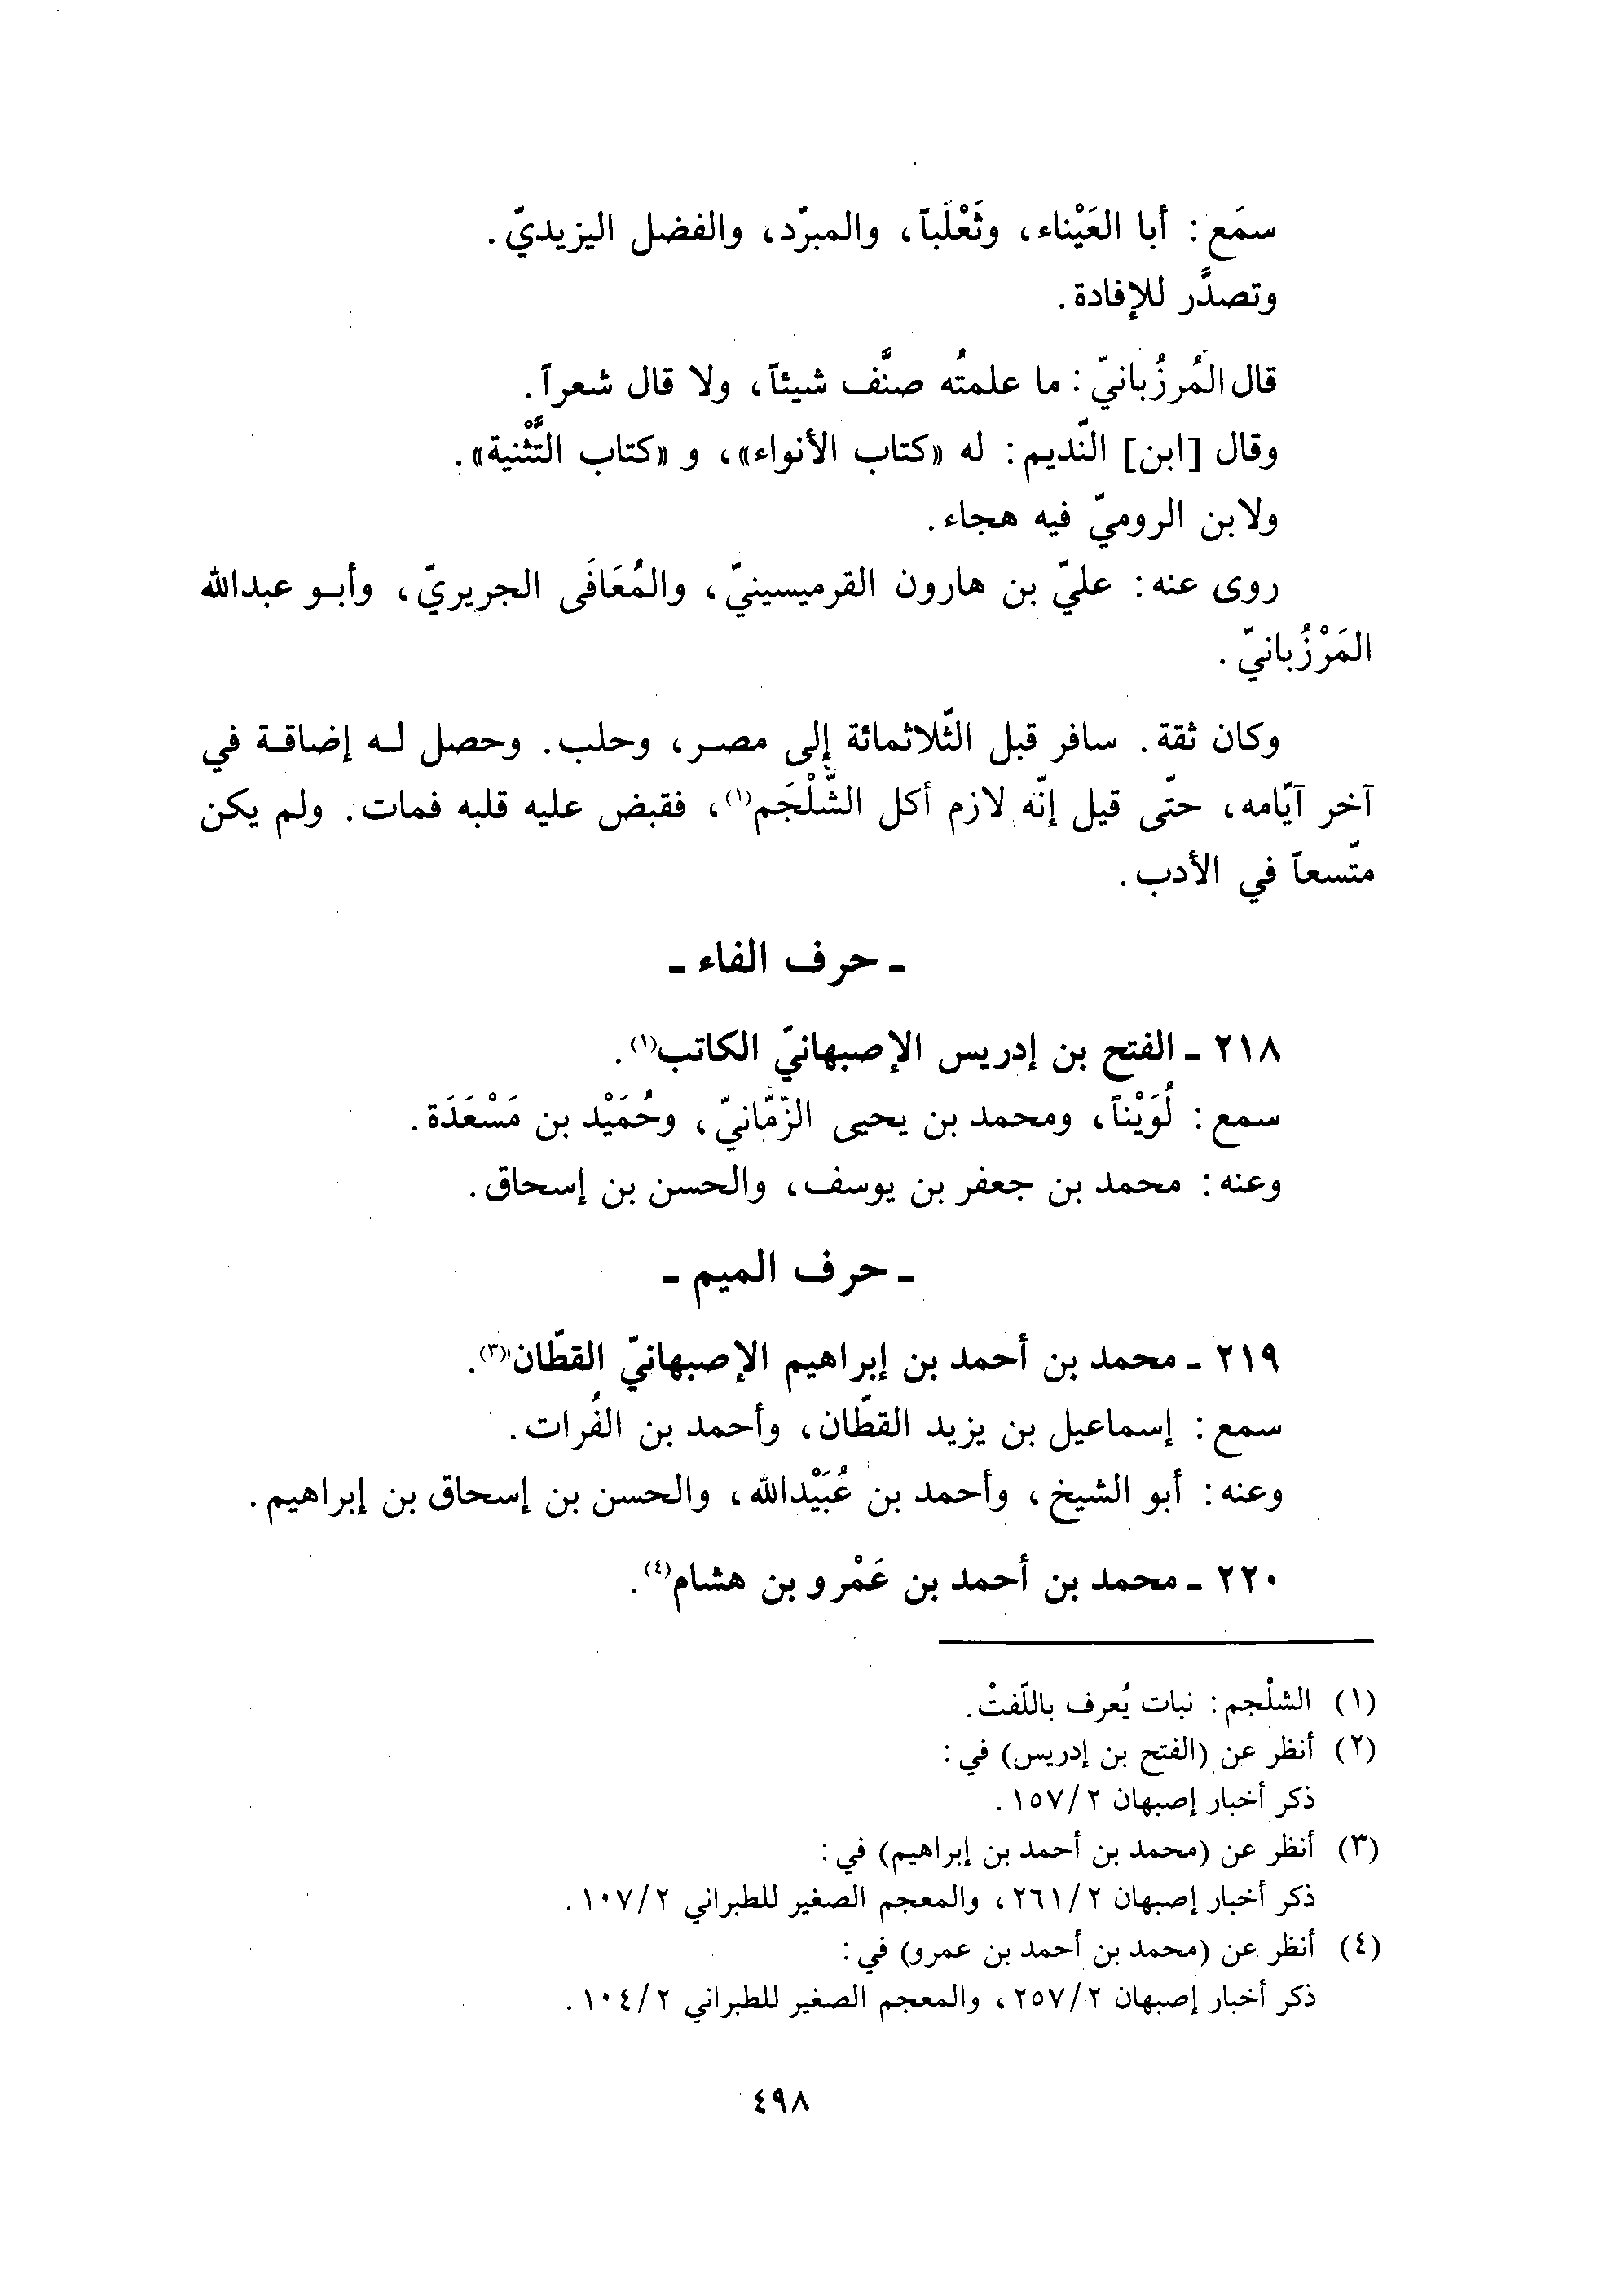 سمَع: أبا العَيْناء، وثَعْلَباً، والمبرّد، والفضل اليزيديّ.
وتصدَّر للإفادة.
قال المُرزُبانيّ: ما علمتُه صنَّف شيئاً، ولا قال شعراً.
وقال [ابن] النّديم: له «كتاب الأنواء»، و «كتاب التَّثْنية».
ولابن الروميّ فيه هجاء.
روى عنه: عليّ بن هارون القرميسينيّ، والمُعَافَى الجريريّ، وأبو عبدالله
المَرْزُبانيّ.
وكان ثقة. سافر قبل الثّلاثمائة إلى مصر، وحلب. وحصل له إضاقة في
آخر آيّامه، حتّى قيل إنّه لازم أكل الشّلْجَم(١)، فقبض عليه قلبه فمات. ولم يكن
متّسعاً في الأدب.
ـ حرف الفاء ـ
٢١٨ ـ الفتح بن إدريس الإصبهانيّ الكاتب(١).
سمع: لُوَيْناً، ومحمد بن يحيى الزّمّانيّ، وحُمَيْد بن مَسْعَدَة.
وعنه: محمد بن جعفر بن يوسف، والحسن بن إسحاق.
ـ حرف الميم ـ
٢١٩ ـ محمد بن أحمد بن إبراهيم الإصبهانيّ القطّان(٣).
سمع: إسماعيل بن يزيد القطّان، وأحمد بن الفُرات.
وعنه: أبو الشيخ، وأحمد بن عُبَيْدالله، والحسن بن إسحاق بن إبراهيم.
٢٢٠ ـ محمد بن أحمد بن عَمْرو بن هشام(٤).
(١) الشلْجم: نبات يُعرف باللّفتْ.
(٢) أنظر عن (الفتح بن إدريس) في:
ذكر أخبار إصبهان ٢/ ١٥٧.
(٣) أنظر عن (محمد بن أحمد بن إبراهيم) في:
ذكر أخبار إصبهان ٢/ ٢٦١، والمعجم الصغير للطبراني ٢/ ١٠٧.
(٤) أنظر عن (محمد بن أحمد بن عمرو) في:
ذكر أخبار إصبهان ٢/ ٢٥٧، والمعجم الصغير للطبراني ٢/ ١٠٤.
٤٩٨